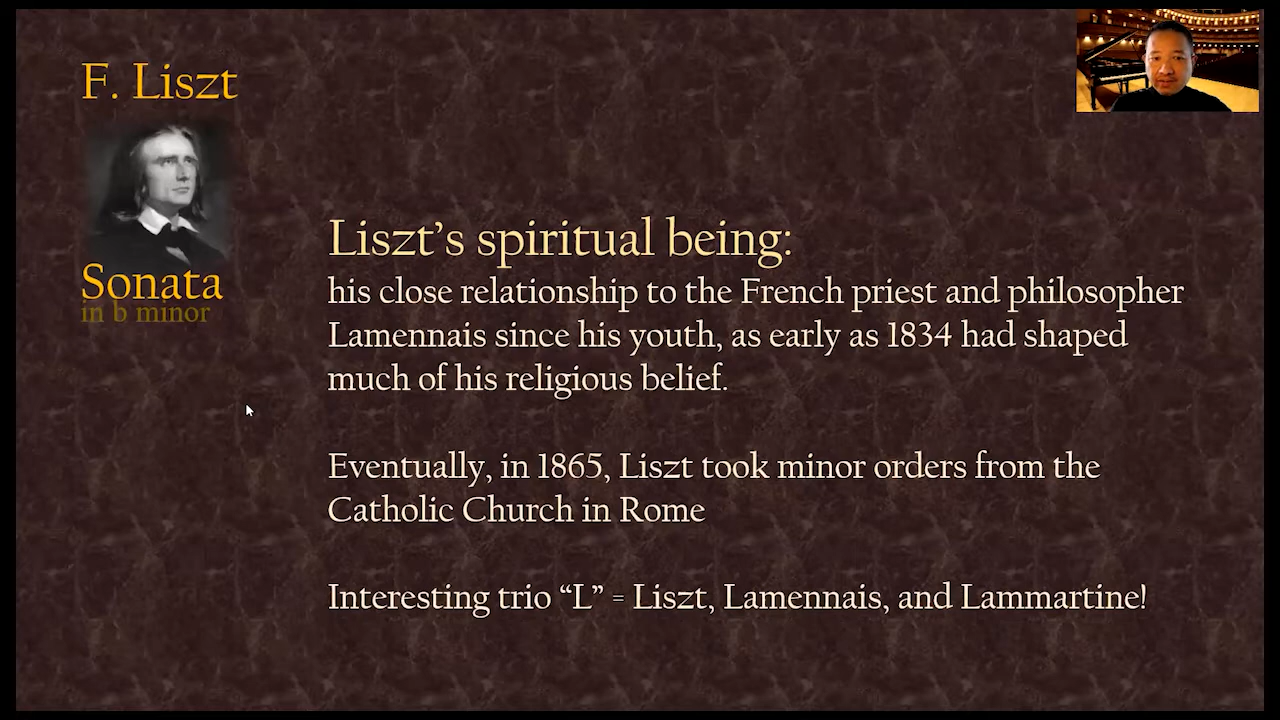 F. Liszt
Sonata
in b minor
Liszt's spiritual being:
his close relationship to the French priest and philosopher
Lamennais since his youth, as early as 1834 had shaped
much of his religious belief.
Eventually, in 1865, Liszt took minor orders from the
Catholic Church in Rome
Interesting trio “L” = Liszt, Lamennais, and Lammartine!